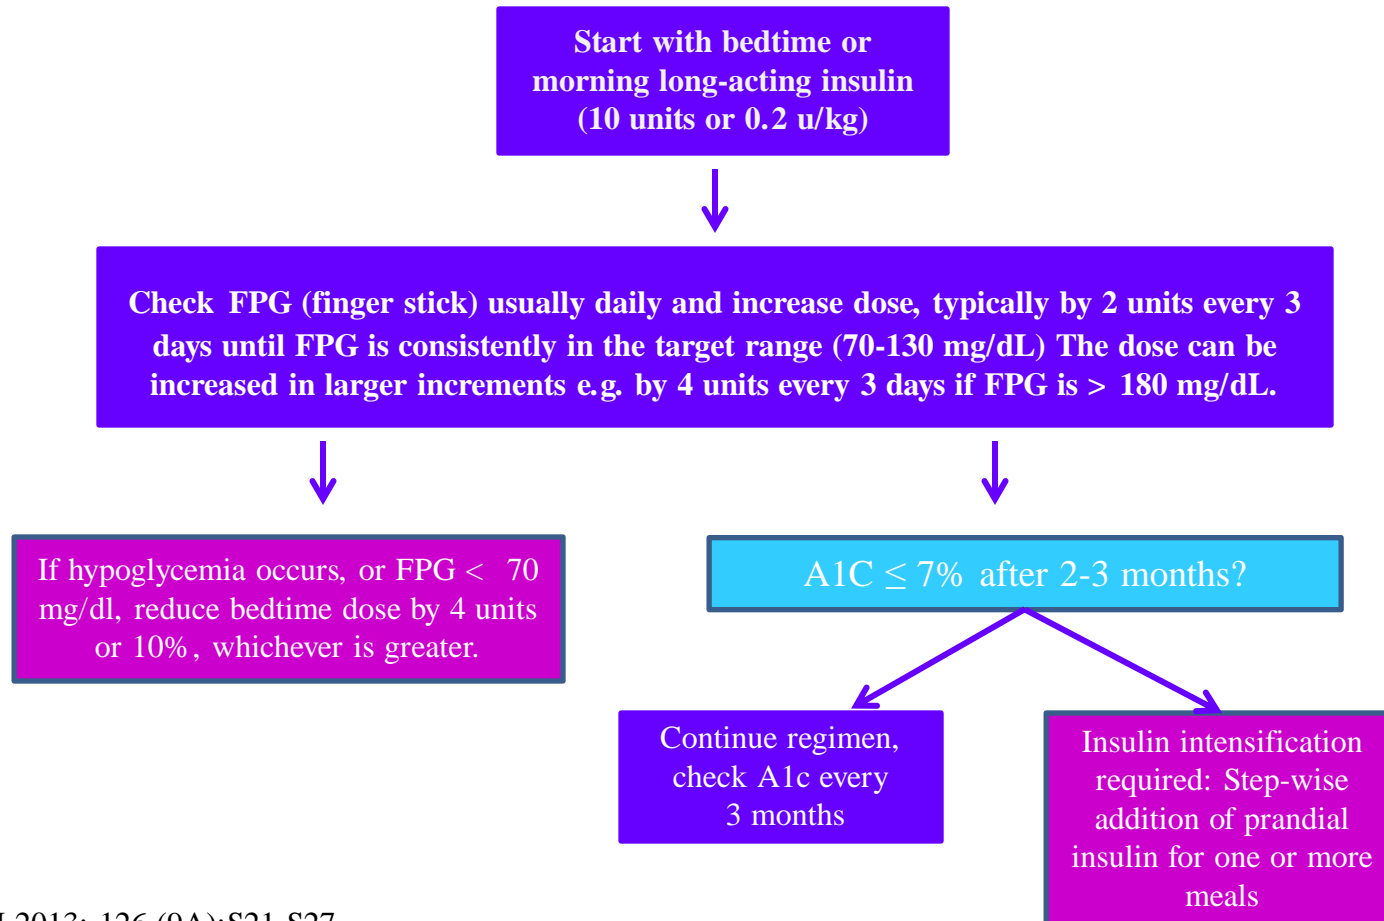 Start with bedtime or
morning long-acting insulin
(10 units or 0.2 u/kg)
Check FPG (finger stick) usually daily and increase dose, typically by 2 units every 3
days until FPG is consistently in the target range (70-130 mg/dL) The dose can be
increased in larger increments e.g. by 4 units every 3 days if FPG is > 180 mg/dL.
If hypoglycemia occurs, or FPG < 70
mg/dl, reduce bedtime dose by 4 units
or 10%, whichever is greater.
A1C ≤ 7% after 2-3 months?
Continue regimen,
check A1c every
3 months
Insulin intensification
required: Step-wise
addition of prandial
insulin for one or more
meals
2013; 126 (9A):S21-S27